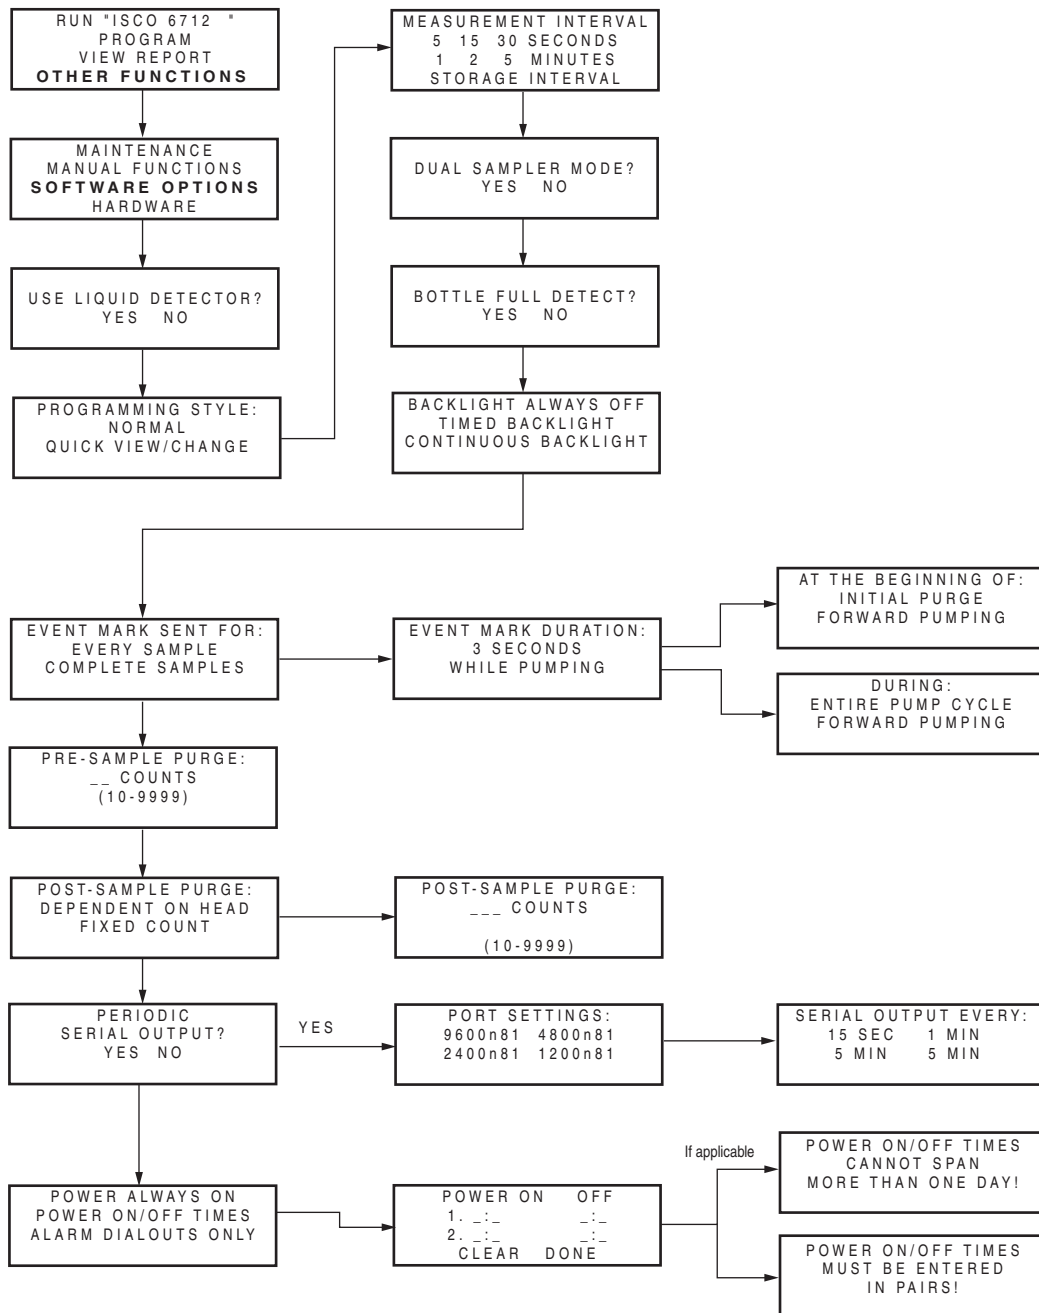 RUN "ISCO 6712 "
PROGRAM
VIEW REPORT
OTHER FUNCTIONS
MAINTENANCE
MANUAL FUNCTIONS
SOFTWARE OPTIONS
HARDWARE
USE LIQUID DETECTOR?
YES NO
PROGRAMMING STYLE:
NORMAL
QUICK VIEW/CHANGE
MEASUREMENT INTERVAL
5 15 30 SECONDS
1 2 5 MINUTES
STORAGE INTERVAL
DUAL SAMPLER MODE?
YES NO
BOTTLE FULL DETECT?
YES NO
BACKLIGHT ALWAYS OFF
TIMED BACKLIGHT
CONTINUOUS BACKLIGHT
EVENT MARK SENT FOR:
EVERY SAMPLE
COMPLETE SAMPLES
EVENT MARK DURATION:
3 SECONDS
WHILE PUMPING
AT THE BEGINNING OF:
INITIAL PURGE
FORWARD PUMPING
DURING:
ENTIRE PUMP CYCLE
FORWARD PUMPING
PRE-SAMPLE PURGE:
__ COUNTS
(10-9999)
POST-SAMPLE PURGE:
DEPENDENT ON HEAD
FIXED COUNT
POST-SAMPLE PURGE:
___ COUNTS
(10-9999)
PERIODIC
SERIAL OUTPUT?
YES NO
YES
PORT SETTINGS:
9600n81 4800n81
2400n81 1200n81
SERIAL OUTPUT EVERY:
15 SEC 1 MIN
5 MIN 5 MIN
POWER ALWAYS ON
POWER ON/OFF TIMES
ALARM DIALOUTS ONLY
POWER ON OFF
1. _:_ _:_
2. _:_ _:_
CLEAR DONE
If applicable
POWER ON/OFF TIMES
CANNOT SPAN
MORE THAN ONE DAY!
POWER ON/OFF TIMES
MUST BE ENTERED
IN PAIRS!